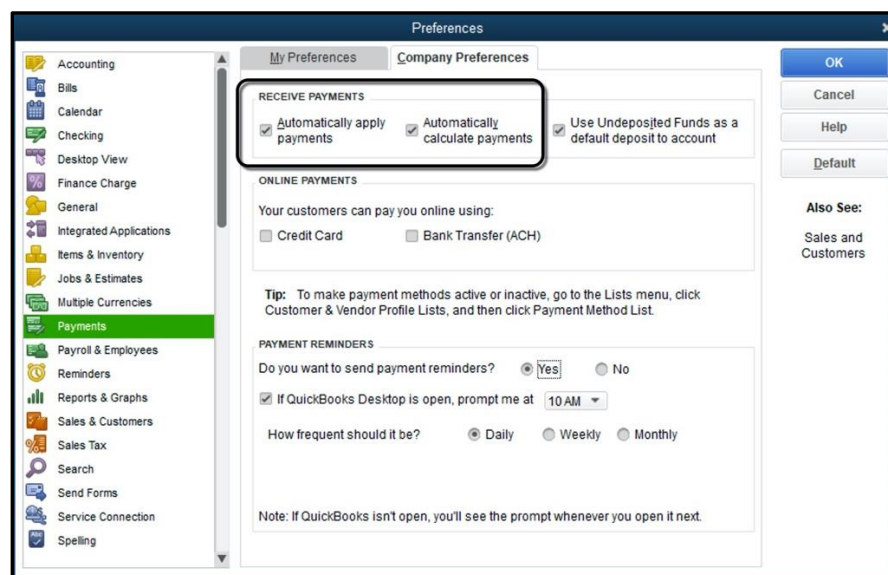 Preferences
Accounting
Bills
Calendar
Checking
Desktop View
Finance Charge
General
Integrated Applications
Items & Inventory
Jobs & Estimates
Multiple Currencies
Payments
Payroll & Employees
Reminders
Reports & Graphs
Sales & Customers
Sales Tax
Search
Send Forms
Service Connection
Spelling
My Preferences
Company Preferences
RECEIVE PAYMENTS
Automatically apply
payments
Automatically
calculate payments
Use Undeposited Funds as a
default deposit to account
ONLINE PAYMENTS
Your customers can pay you online using:
Credit Card
Bank Transfer (ACH)
Tip: To make payment methods active or inactive, go to the Lists menu, click
Customer & Vendor Profile Lists, and then click Payment Method List.
PAYMENT REMINDERS
Do you want to send payment reminders? Yes No
If QuickBooks Desktop is open, prompt me at 10 AM
How frequent should it be? Daily Weekly Monthly
Note: If QuickBooks isn't open, you'll see the prompt whenever you open it next.
OK
Cancel
Help
Default
Also See:
Sales and
Customers